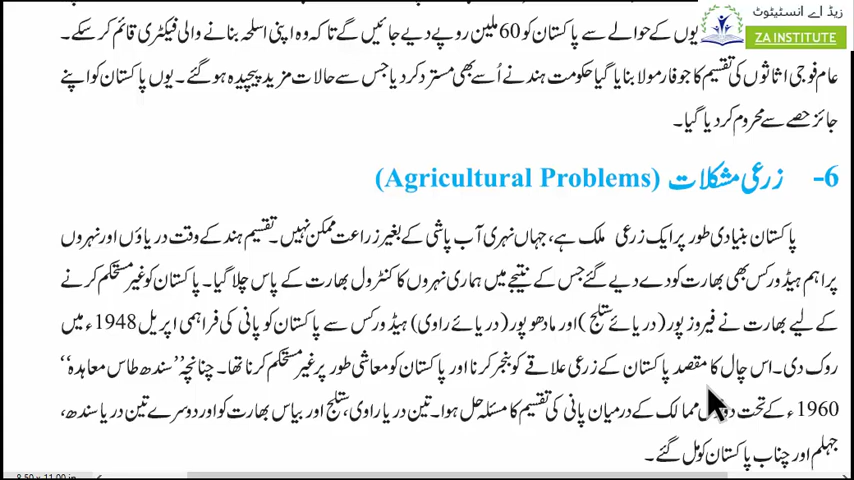 زیڈ اے انسٹیٹوٹ
ZA INSTITUTE
یوں کے حوالے سے پاکستان کو 60 ملین روپے دیے جائیں گے تاکہ وہ اپنی اسلحہ بنانے والی فیکٹری قائم کر سکے۔
عام فوجی اثاثوں کی تقسیم کا جو فارمولا بنایا گیا حکومت ہند نے اُسے بھی مسترد کر دیا جس سے حالات مزید پیچیدہ ہو گئے۔ یوں پاکستان کو اپنے
جائز حصے سے محروم کر دیا گیا۔
6- زرعی مشکلات (Agricultural Problems)
پاکستان بنیادی طور پر ایک زرعی ملک ہے، جہاں نہری آب پاشی کے بغیر زراعت ممکن نہیں۔ تقسیم ہند کے وقت دریاؤں اور نہروں
پر اہم ہیڈ ورکس بھی بھارت کو دے دیے گئے جس کے نتیجے میں ہماری نہروں کا کنٹرول بھارت کے پاس چلا گیا۔ پاکستان کو غیر مستحکم کرنے
کے لیے بھارت نے فیروز پور (دریائے ستلج) اور مادھو پور (دریائے راوی) ہیڈ ورکس سے پاکستان کو پانی کی فراہمی اپریل 1948ء میں
روک دی۔ اس چال کا مقصد پاکستان کے زرعی علاقے کو بنجر کرنا اور پاکستان کو معاشی طور پر غیر مستحکم کرنا تھا۔ چنانچہ ”سندھ طاس معاہدہ“
1960ء کے تحت ممالک کے درمیان پانی کی تقسیم کا مسئلہ حل ہوا۔ تین دریا راوی، ستلج اور بیاس بھارت کو اور دوسرے تین دریا سندھ،
جہلم اور چناب پاکستان کو مل گئے۔
8.50 x 11.00 in